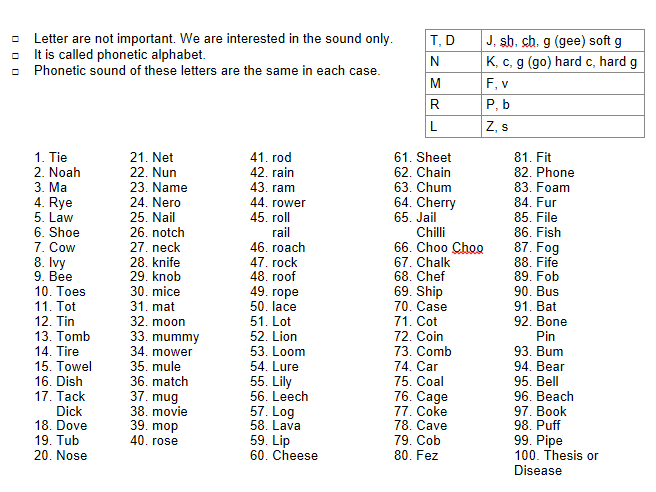 Letter are not important. We are interested in the sound only.
It is called phonetic alphabet.
Phonetic sound of these letters are the same in each case.
T, D
J, sh, ch, g (gee) soft g
N
K, c, g (go) hard c, hard g
M
F, v
R
P, b
L
Z, s
1. Tie
2. Noah
3. Ma
4. Rye
5. Law
6. Shoe
7. Cow
8. Ivy
9. Bee
10. Toes
11. Tot
12. Tin
13. Tomb
14. Tire
15. Towel
16. Dish
17. Tack
Dick
18. Dove
19. Tub
20. Nose
21. Net
22. Nun
23. Name
24. Nero
25. Nail
26. notch
27. neck
28. knife
29. knob
30. mice
31. mat
32. moon
33. mummy
34. mower
35. mule
36. match
37. mug
38. movie
39. mop
40. rose
41. rod
42. rain
43. ram
44. rower
45. roll
rail
46. roach
47. rock
48. roof
49. rope
50. lace
51. Lot
52. Lion
53. Loom
54. Lure
55. Lily
56. Leech
57. Log
58. Lava
59. Lip
60. Cheese
61. Sheet
62. Chain
63. Chum
64. Cherry
65. Jail
Chilli
66. Choo Choo
67. Chalk
68. Chef
69. Ship
70. Case
71. Cot
72. Coin
73. Comb
74. Car
75. Coal
76. Cage
77. Coke
78. Cave
79. Cob
80. Fez
81. Fit
82. Phone
83. Foam
84. Fur
85. File
86. Fish
87. Fog
88. Fife
89. Fob
90. Bus
91. Bat
92. Bone
Pin
93. Bum
94. Bear
95. Bell
96. Beach
97. Book
98. Puff
99. Pipe
100. Thesis or
Disease